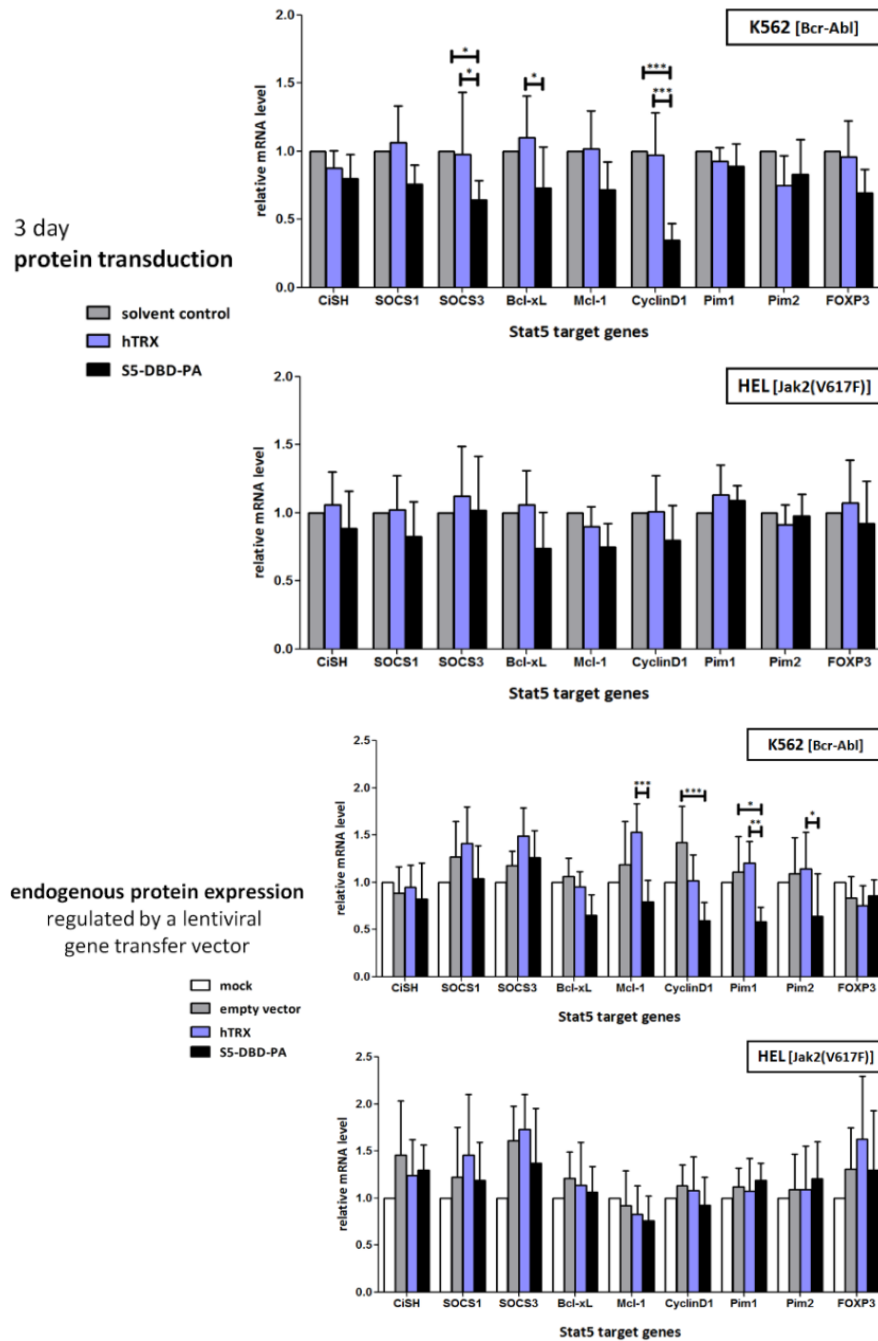 K562 [Bcr-Abl]
relative mRNA level
2.0
1.5
1.0
0.5
0.0
* * * *** ***
CiSH SOCS1 SOCS3 Bcl-xL Mcl-1 CyclinD1 Pim1 Pim2 FOXP3
Stat5 target genes
3 day
protein transduction
solvent control
hTRX
S5-DBD-PA
HEL [Jak2(V617F)]
relative mRNA level
2.0
1.5
1.0
0.5
0.0
CiSH SOCS1 SOCS3 Bcl-xL Mcl-1 CyclinD1 Pim1 Pim2 FOXP3
Stat5 target genes
K562 [Bcr-Abl]
relative mRNA level
2.5
2.0
1.5
1.0
0.5
0.0
*** *** * ** *
CiSH SOCS1 SOCS3 Bcl-xL Mcl-1 CyclinD1 Pim1 Pim2 FOXP3
Stat5 target genes
endogenous protein expression
regulated by a lentiviral
gene transfer vector
mock
empty vector
hTRX
S5-DBD-PA
HEL [Jak2(V617F)]
relative mRNA level
2.5
2.0
1.5
1.0
0.5
0.0
CiSH SOCS1 SOCS3 Bcl-xL Mcl-1 CyclinD1 Pim1 Pim2 FOXP3
Stat5 target genes